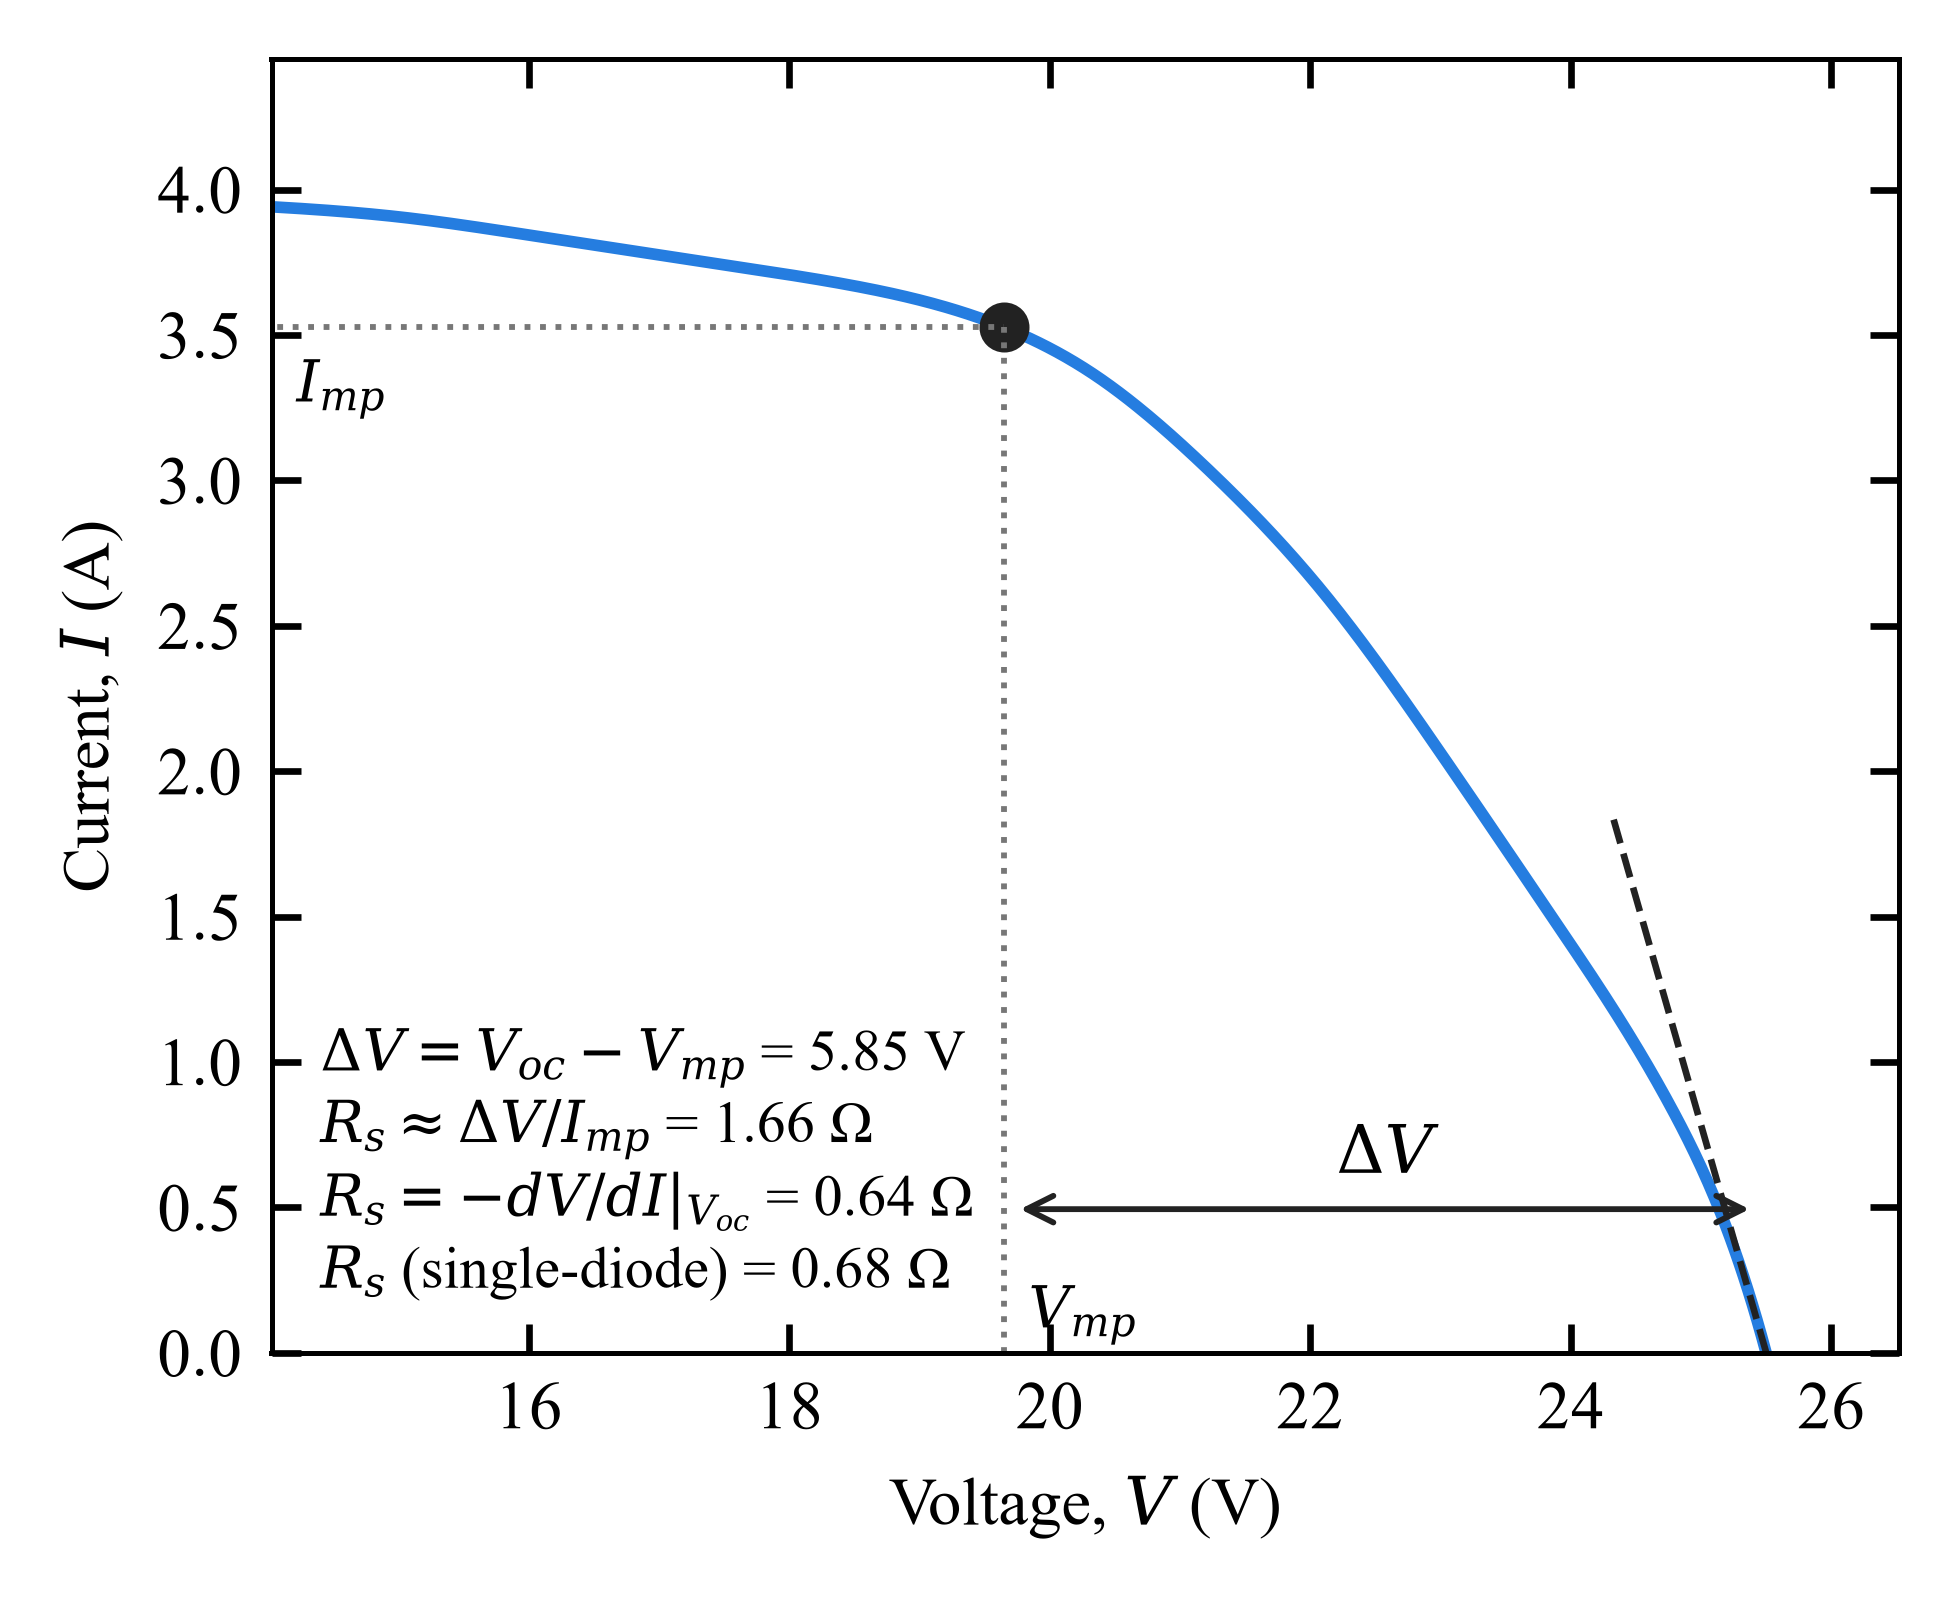 4.0
3.5
3.0
2.5
2.0
1.5
1.0
0.5
0.0
Current, I (A)
I_mp
ΔV = V_oc − V_mp = 5.85 V
R_s ≈ ΔV/I_mp = 1.66 Ω
R_s = −dV/dI|_V_oc = 0.64 Ω
R_s (single-diode) = 0.68 Ω
ΔV
V_mp
16 18 20 22 24 26
Voltage, V (V)